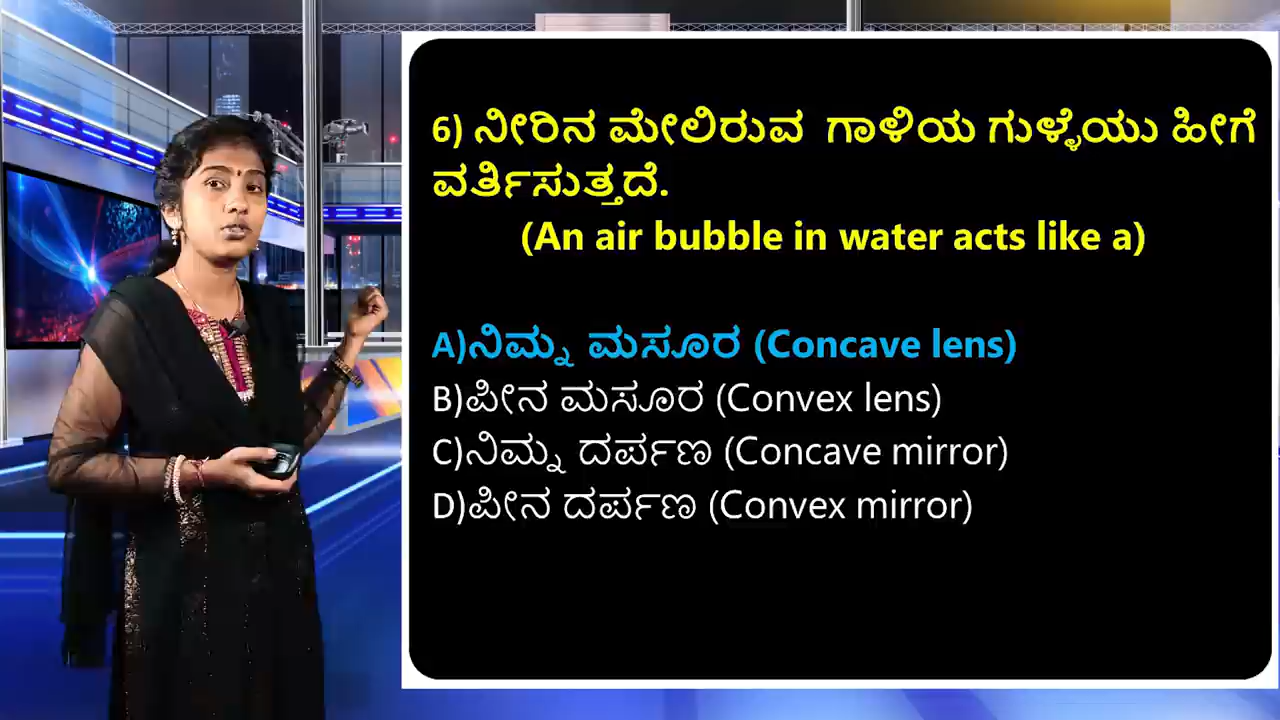 6) ನೀರಿನ ಮೇಲಿರುವ ಗಾಳಿಯ ಗುಳ್ಳೆಯು ಹೀಗೆ
ವರ್ತಿಸುತ್ತದೆ.
(An air bubble in water acts like a)
A)ನಿಮ್ನ ಮಸೂರ (Concave lens)
B)ಪೀನ ಮಸೂರ (Convex lens)
C)ನಿಮ್ನ ದರ್ಪಣ (Concave mirror)
D)ಪೀನ ದರ್ಪಣ (Convex mirror)